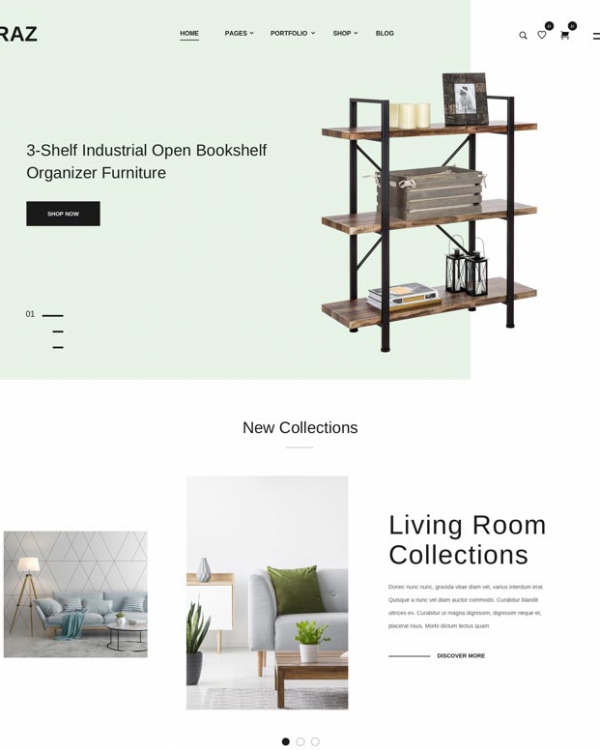 RAZ
HOME PAGES PORTFOLIO SHOP BLOG
3-Shelf Industrial Open Bookshelf
Organizer Furniture
SHOP NOW
01
New Collections
Living Room
Collections
Donec nunc nunc, gravida vitae diam vel, varius interdum erat.
Quisque a nunc vel diam auctor commodo. Curabitur blandit
ultrices ex. Curabitur ut magna dignissim, dignissim neque et,
placerat risus. Morbi dictum lectus quam
DISCOVER MORE